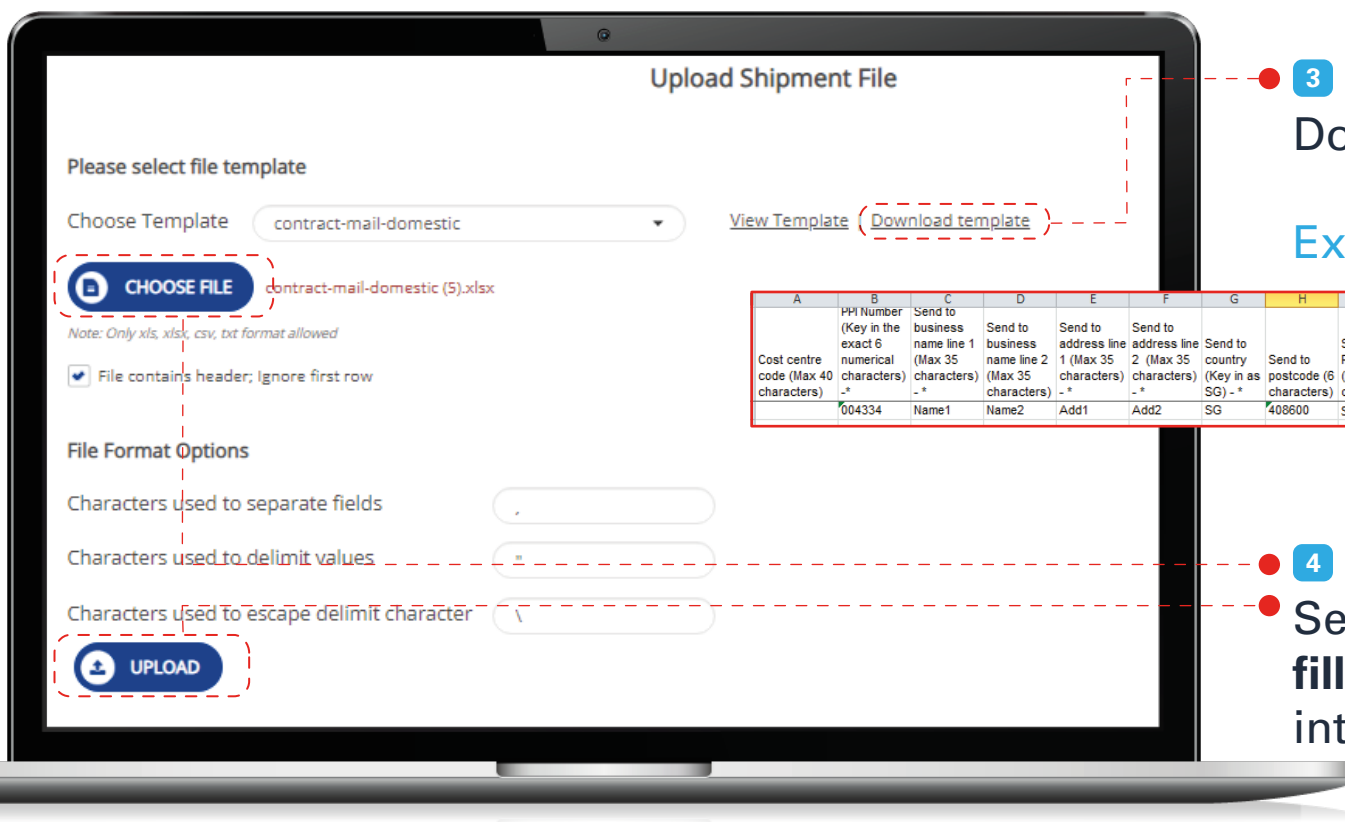 Upload Shipment File
3
Do
Please select file template
Choose Template contract-mail-domestic View Template | Download template
Ex
CHOOSE FILE contract-mail-domestic (5).xlsx
Note: Only xls, xlsx, csv, txt format allowed
File contains header; Ignore first row
A B C D E F G H
Cost centre code (Max 40 characters)
PPI Number (Key in the exact 6 numerical characters) -*
Send to business name line 1 (Max 35 characters) - *
Send to business name line 2 (Max 35 characters)
Send to address line 1 (Max 35 characters) - *
Send to address line 2 (Max 35 characters) - *
Send to country (Key in as SG) - *
Send to postcode (6 characters)
004334 Name1 Name2 Add1 Add2 SG 408600
File Format Options
Characters used to separate fields ,
Characters used to delimit values "
4
Characters used to escape delimit character \
Se
UPLOAD
fill
int